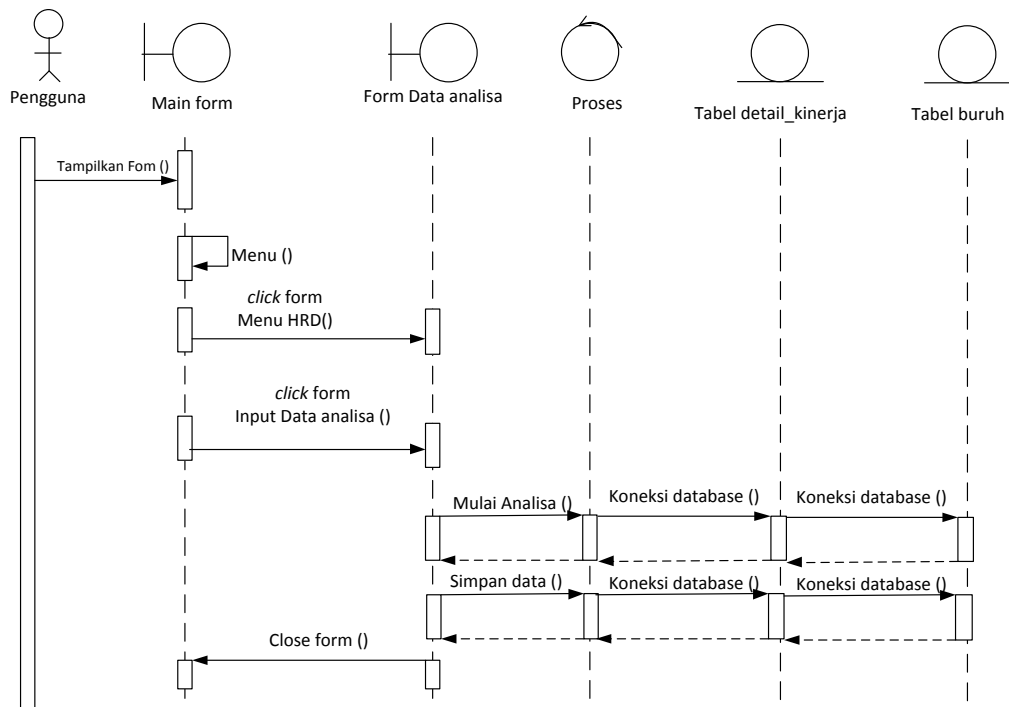 Pengguna
Main form
Form Data analisa
Proses
Tabel detail_kinerja
Tabel buruh
Tampilkan Fom ()
Menu ()
click form
Menu HRD()
click form
Input Data analisa ()
Mulai Analisa ()
Koneksi database ()
Koneksi database ()
Simpan data ()
Koneksi database ()
Koneksi database ()
Close form ()